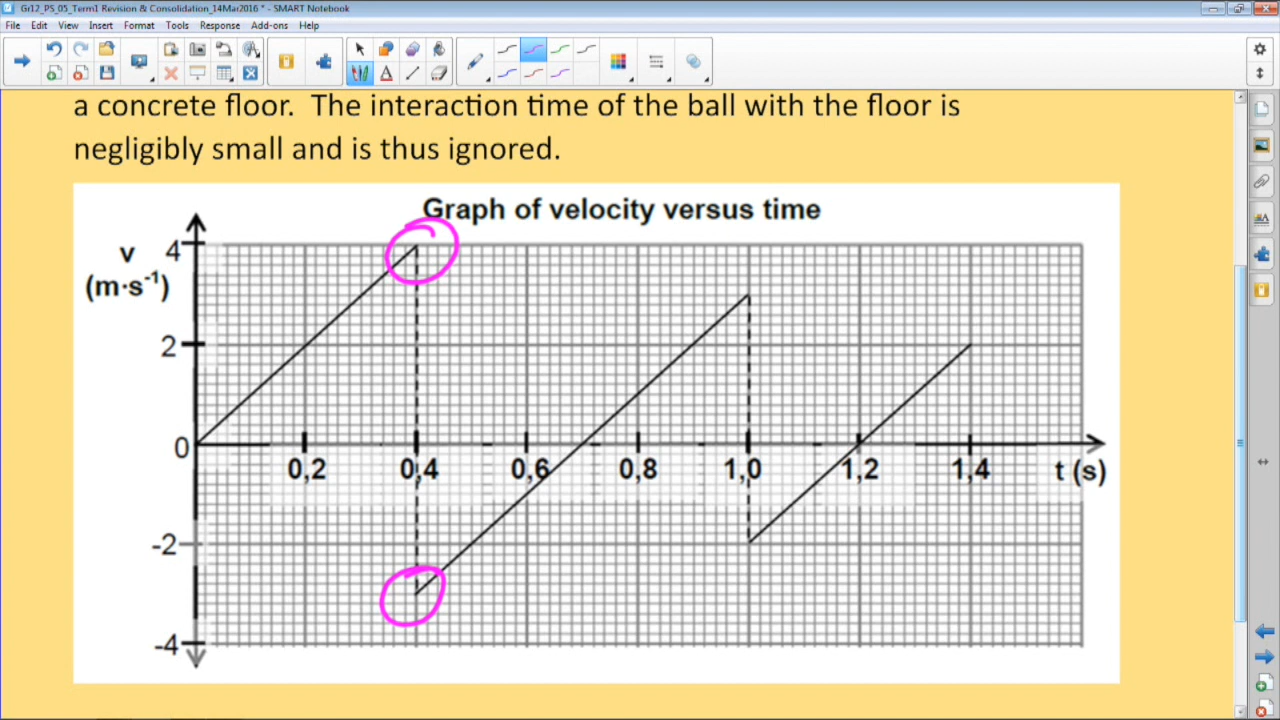 Gr12_PS_05_Term1 Revision & Consolidation_14Mar2016 * - SMART Notebook
File Edit View Insert Format Tools Response Add-ons Help
a concrete floor. The interaction time of the ball with the floor is
negligibly small and is thus ignored.
Graph of velocity versus time
v
(m·s⁻¹)
4
2
0
0,2 0,4 0,6 0,8 1,0 1,2 1,4 t (s)
-2
-4